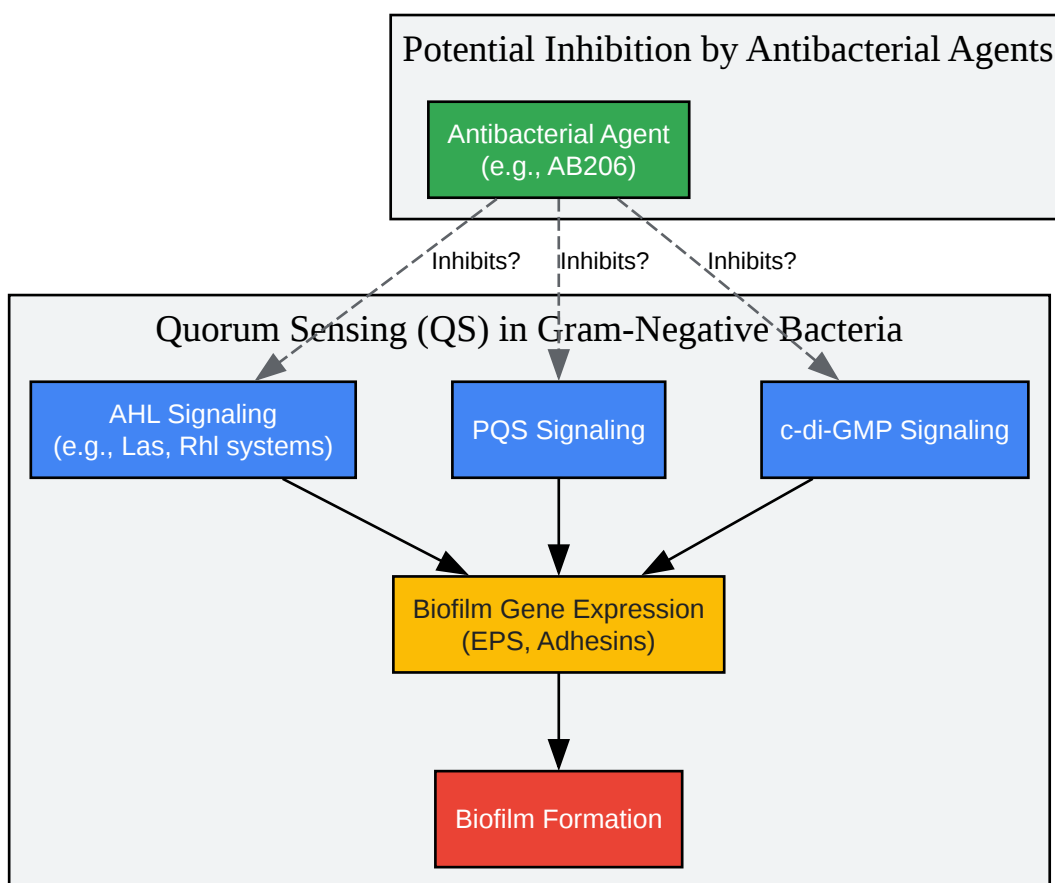 Potential Inhibition by Antibacterial Agents
Antibacterial Agent
(e.g., AB206)
Inhibits?
Inhibits?
Inhibits?
Quorum Sensing (QS) in Gram-Negative Bacteria
AHL Signaling
(e.g., Las, Rhl systems)
PQS Signaling
c-di-GMP Signaling
Biofilm Gene Expression
(EPS, Adhesins)
Biofilm Formation